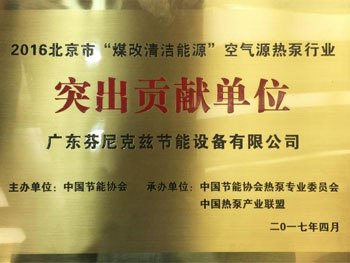 2016北京市“煤改清洁能源”空气源热泵行业
突出贡献单位
广东芬尼克兹节能设备有限公司
主办单位：中国节能协会 承办单位：中国节能协会热泵专业委员会
中国热泵产业联盟
二〇一七年四月